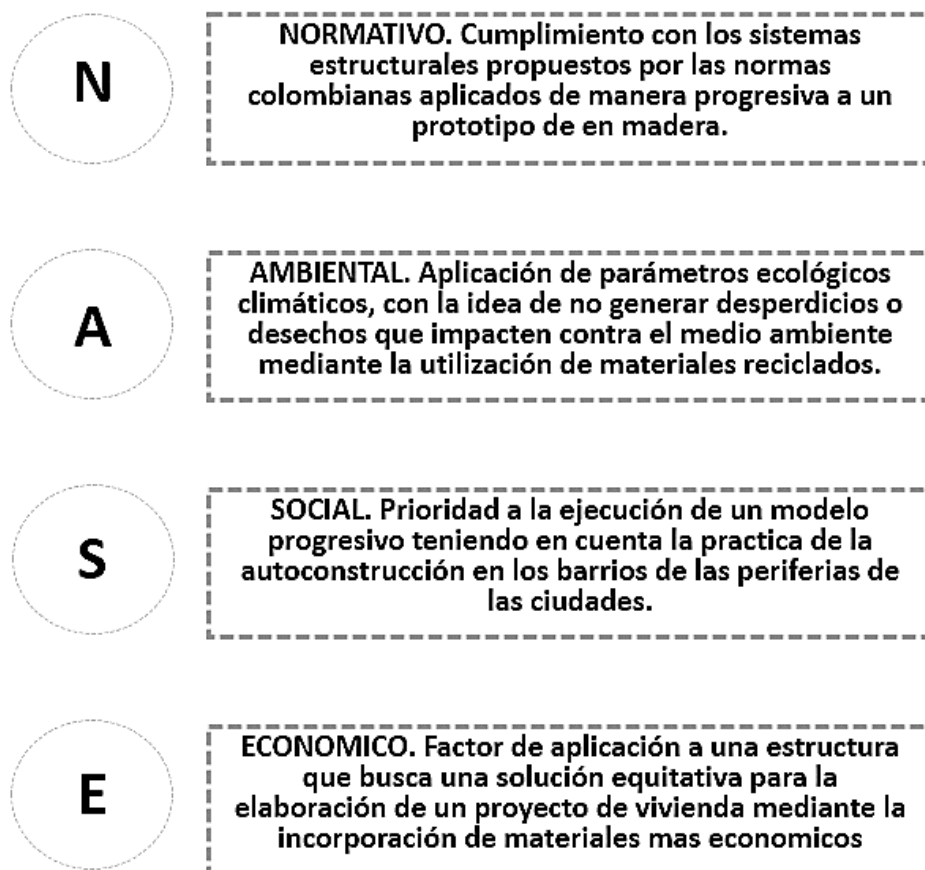 N
NORMATIVO. Cumplimiento con los sistemas
estructurales propuestos por las normas
colombianas aplicados de manera progresiva a un
prototipo de en madera.
A
AMBIENTAL. Aplicación de parámetros ecológicos
climáticos, con la idea de no generar desperdicios o
desechos que impacten contra el medio ambiente
mediante la utilización de materiales reciclados.
S
SOCIAL. Prioridad a la ejecución de un modelo
progresivo teniendo en cuenta la practica de la
autoconstrucción en los barrios de las periferias de
las ciudades.
E
ECONOMICO. Factor de aplicación a una estructura
que busca una solución equitativa para la
elaboración de un proyecto de vivienda mediante la
incorporación de materiales mas economicos